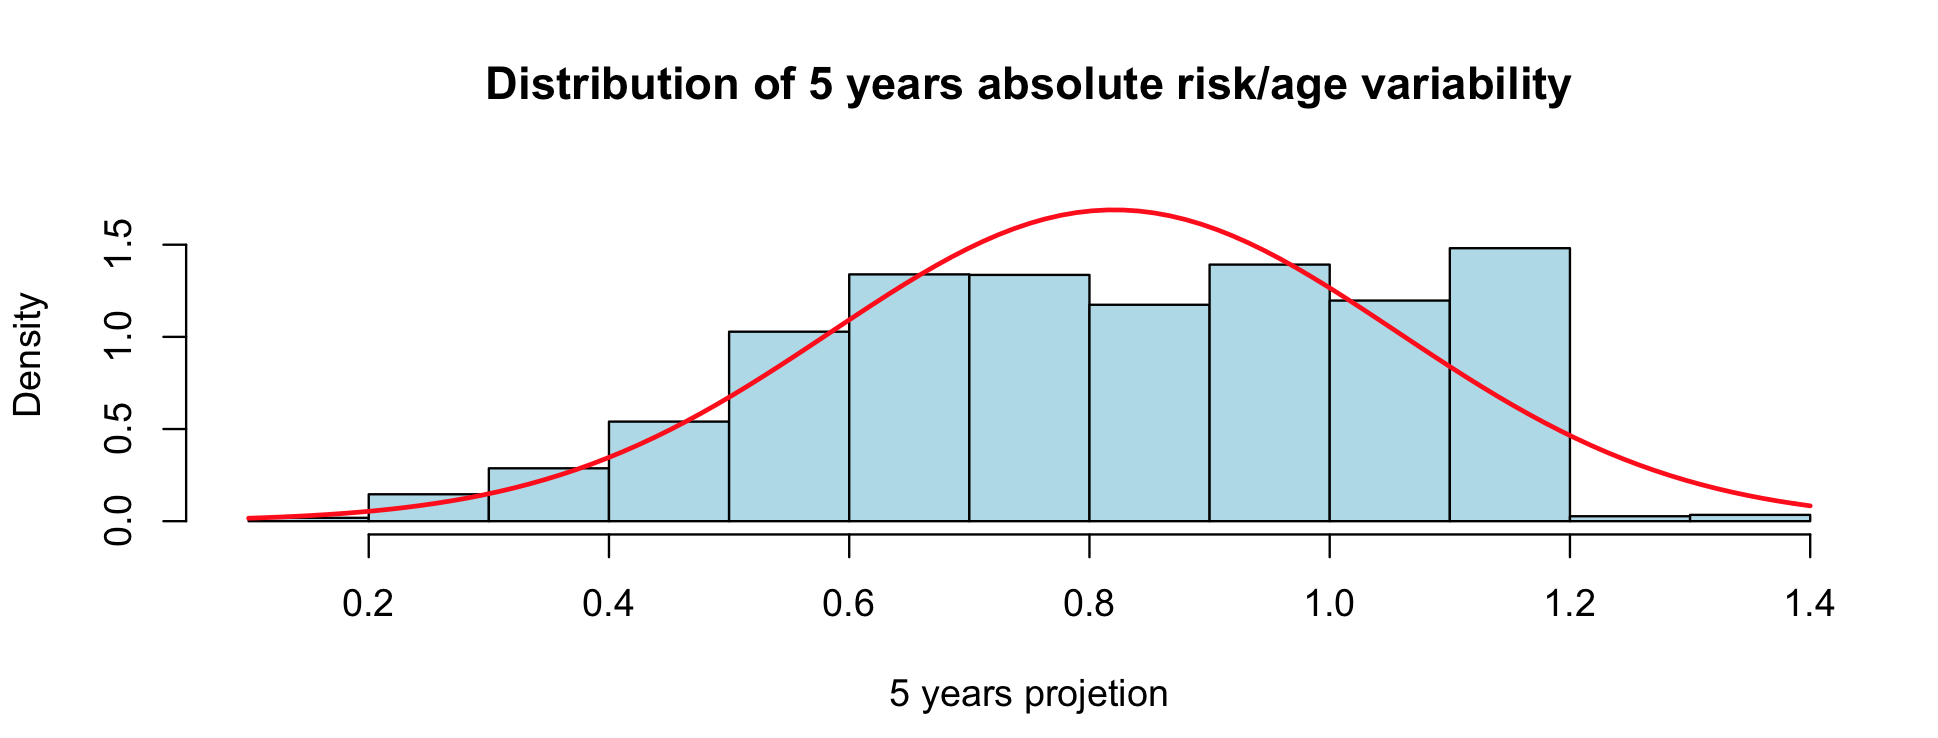 Distribution of 5 years absolute risk/age variability
Density
1.5
1.0
0.5
0.0
0.2 0.4 0.6 0.8 1.0 1.2 1.4
5 years projetion